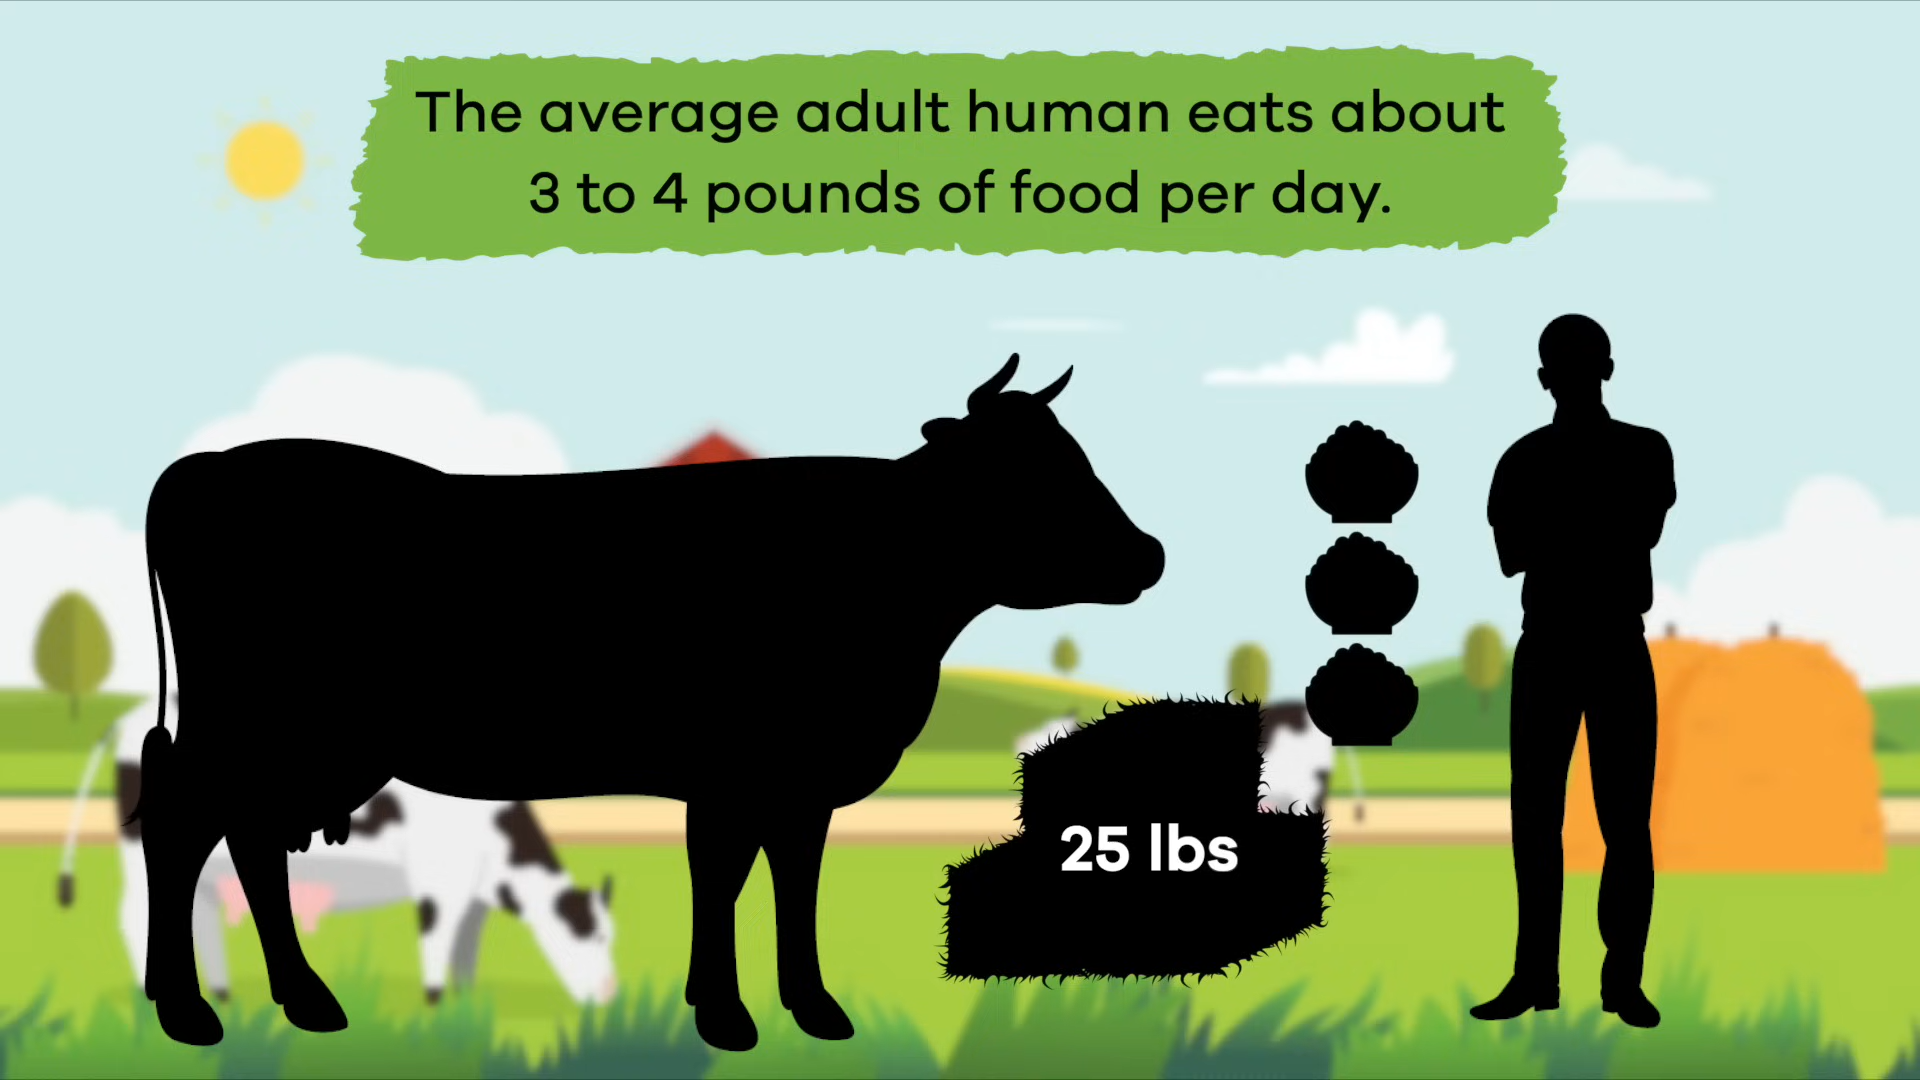 The average adult human eats about
3 to 4 pounds of food per day.
25 lbs